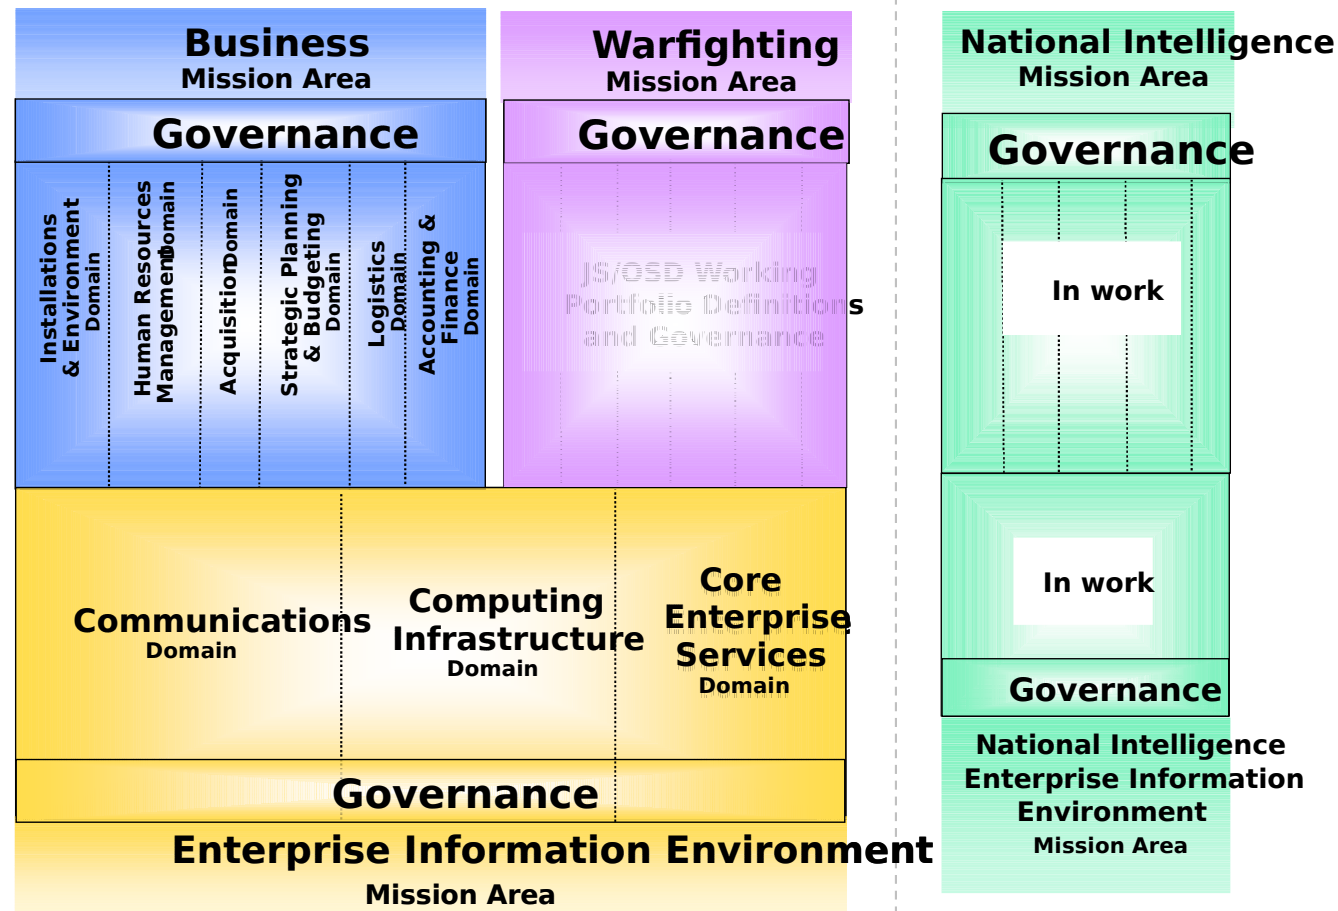 Business
Mission Area
Governance
Installations
& Environment
Domain
Human Resources
Management
Domain
Acquisition
Domain
Strategic Planning
& Budgeting
Domain
Logistics
Domain
Accounting &
Finance
Domain
Warfighting
Mission Area
Governance
JS/OSD Working
Portfolio Definitions
and Governance
Communications
Domain
Computing
Infrastructure
Domain
Core
Enterprise
Services
Domain
Governance
Enterprise Information Environment
Mission Area
National Intelligence
Mission Area
Governance
In work
In work
Governance
National Intelligence
Enterprise Information
Environment
Mission Area